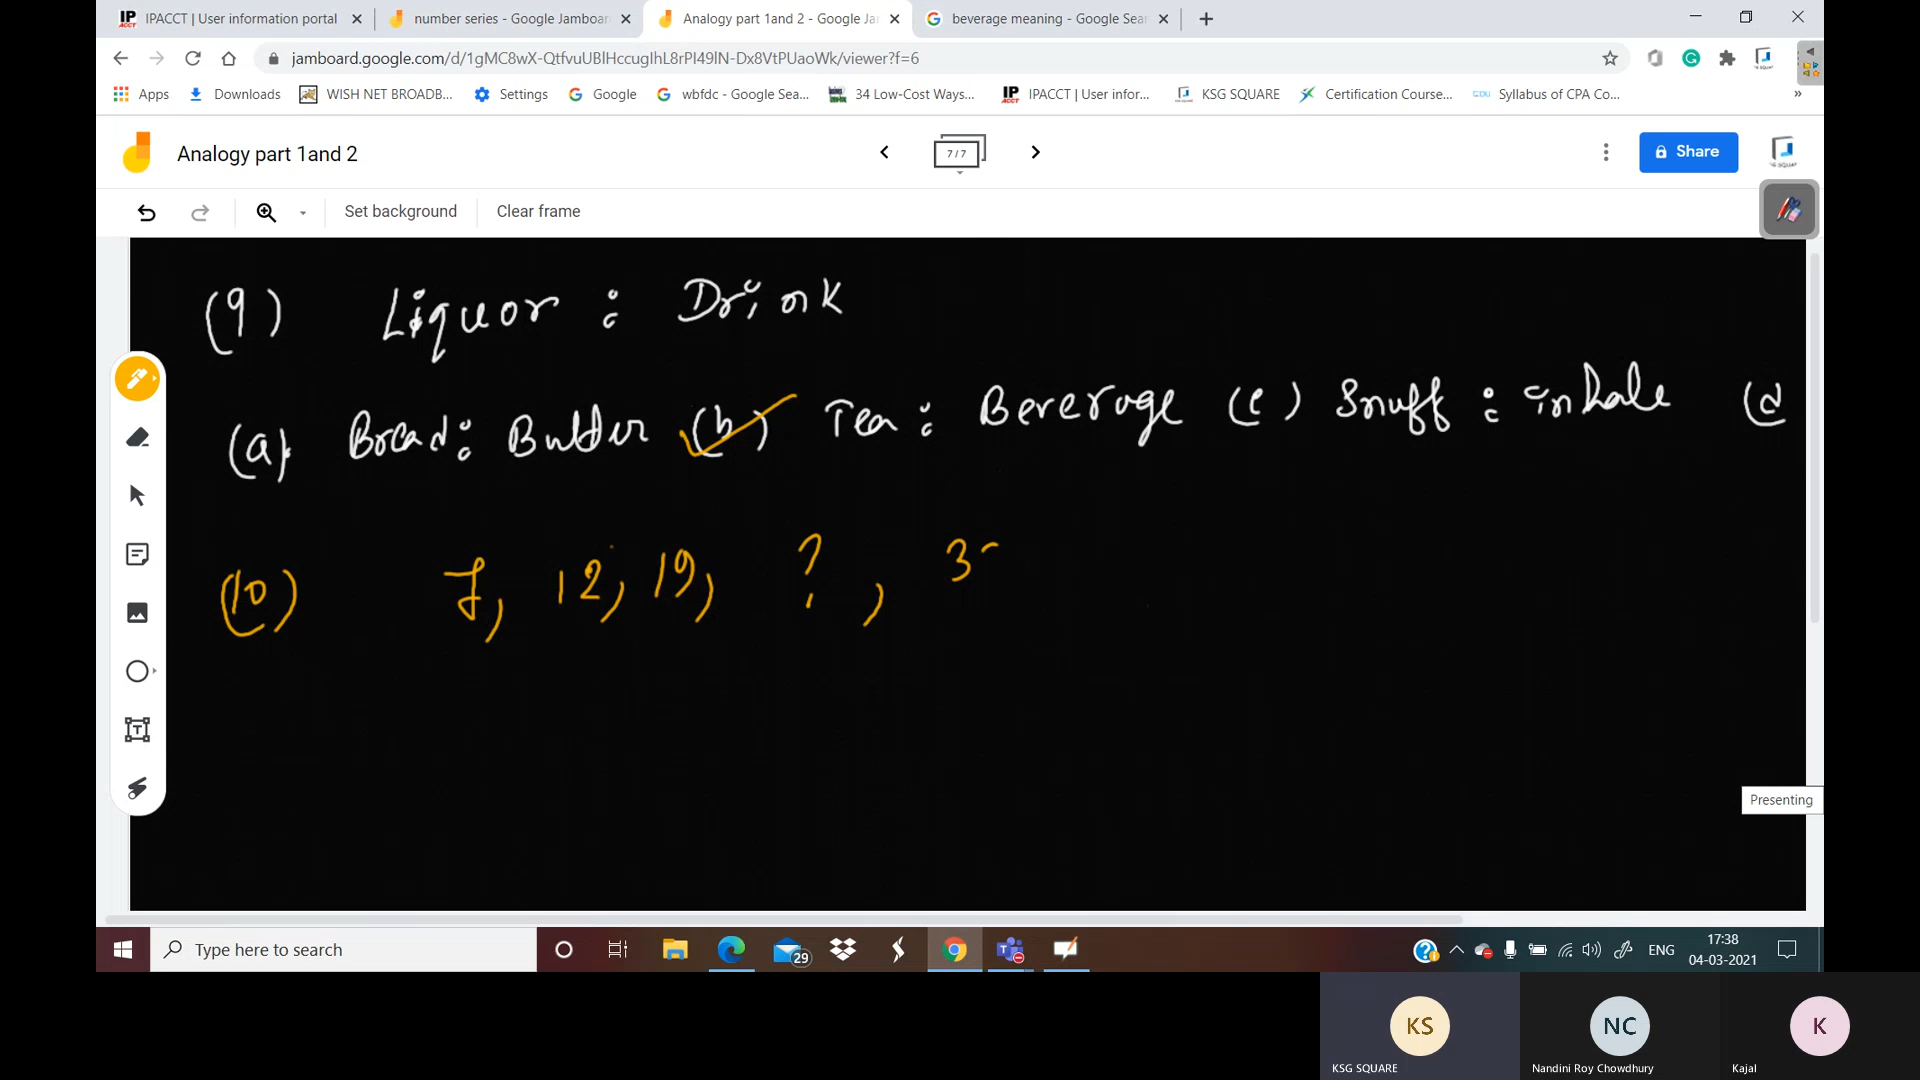 IPACCT | User information portal
number series - Google Jamboar
Analogy part 1and 2 - Google Ja
beverage meaning - Google Sea
jamboard.google.com/d/1gMC8wX-QtfvuUBlHccugIhL8rPI49lN-Dx8VtPUaoWk/viewer?f=6
Apps Downloads WISH NET BROADB... Settings Google wbfdc - Google Sea... 34 Low-Cost Ways... IPACCT | User infor... KSG SQUARE Certification Course... Syllabus of CPA Co... »
Analogy part 1and 2 7 / 7 Share
Set background Clear frame
(9) Liquor : Drink
(a) Bread : Butter (b) Tea : Beverage (c) Snuff : inhale (d
(10) 7, 12, 19, ? , 3
Presenting
Type here to search 29 ENG 17:38
04-03-2021
KS NC K
KSG SQUARE Nandini Roy Chowdhury Kajal